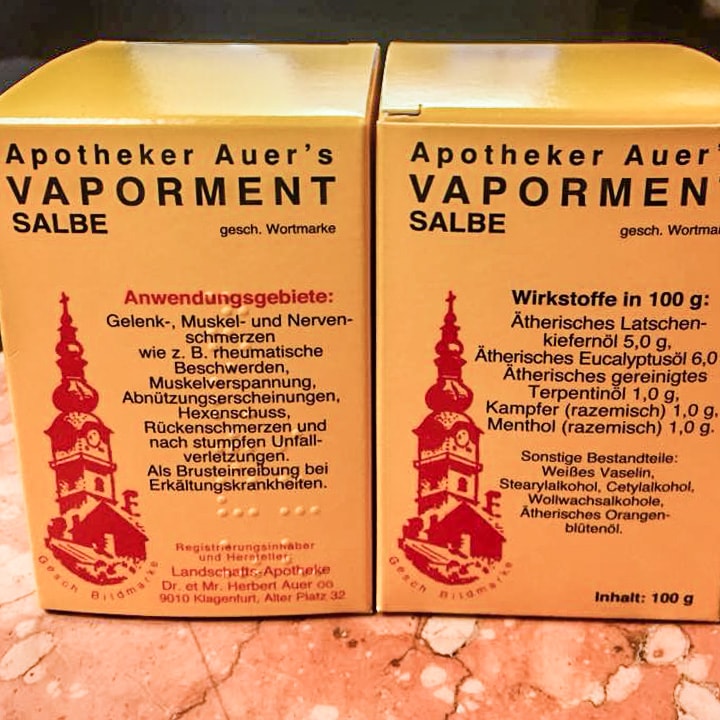 Apotheker Auer's
VAPORMENT
SALBE
gesch. Wortmarke
Anwendungsgebiete:
Gelenk-, Muskel- und Nerven-
schmerzen
wie z. B. rheumatische
Beschwerden,
Muskelverspannung,
Abnützungserscheinungen,
Hexenschuss,
Rückenschmerzen und
nach stumpfen Unfall-
verletzungen.
Als Brusteinreibung bei
Erkältungskrankheiten.
Registrierungsinhaber
und Hersteller:
Landschafts-Apotheke
Dr. et Mr. Herbert Auer OG
9010 Klagenfurt, Alter Platz 32
Gesch. Bildmarke
Apotheker Auer'
VAPORMEN
SALBE
gesch. Wortma
Wirkstoffe in 100 g:
Ätherisches Latschen-
kiefernöl 5,0 g,
Ätherisches Eucalyptusöl 6,0
Ätherisches gereinigtes
Terpentinöl 1,0 g,
Kampfer (razemisch) 1,0 g,
Menthol (razemisch) 1,0 g.
Sonstige Bestandteile:
Weißes Vaselin,
Stearylalkohol, Cetylalkohol,
Wollwachsalkohole,
Ätherisches Orangen-
blütenöl.
Gesch. Bildmarke
Inhalt: 100 g